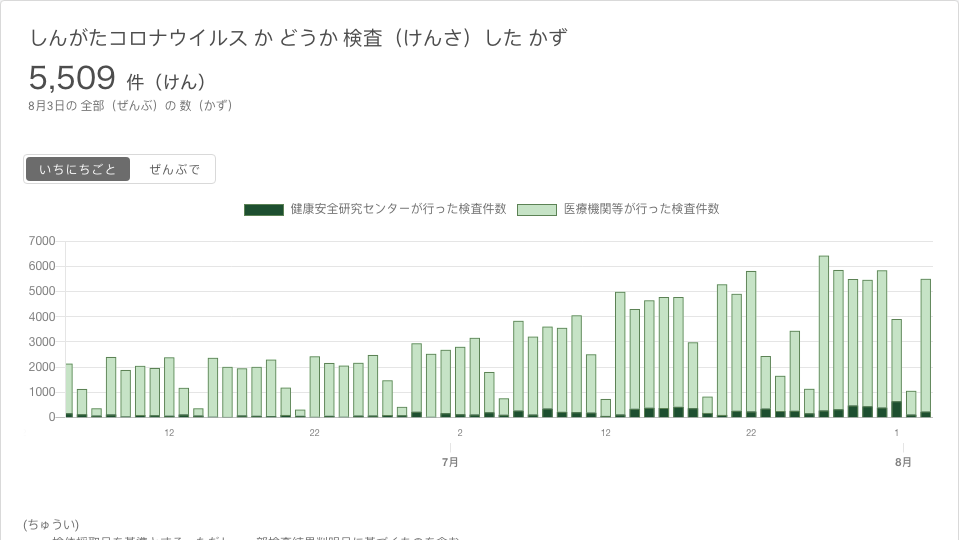 しんがたコロナウイルス か どうか 検査（けんさ）した かず
5,509 件（けん）
8月3日の 全部（ぜんぶ）の 数（かず）
いちにちごと ぜんぶで
健康安全研究センターが行った検査件数 医療機関等が行った検査件数
7000
6000
5000
4000
3000
2000
1000
0
12 22 2 12 22 1
7月 8月
(ちゅうい)